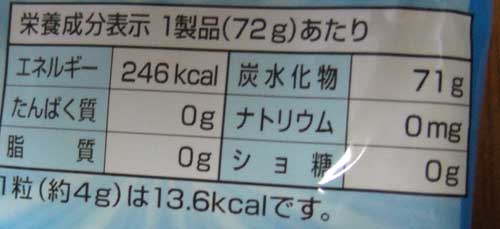 栄養成分表示 1製品(72g)あたり
エネルギー 246kcal 炭水化物 71g
たんぱく質 0g ナトリウム 0mg
脂質 0g ショ糖 0g
1粒(約4g)は13.6kcalです。